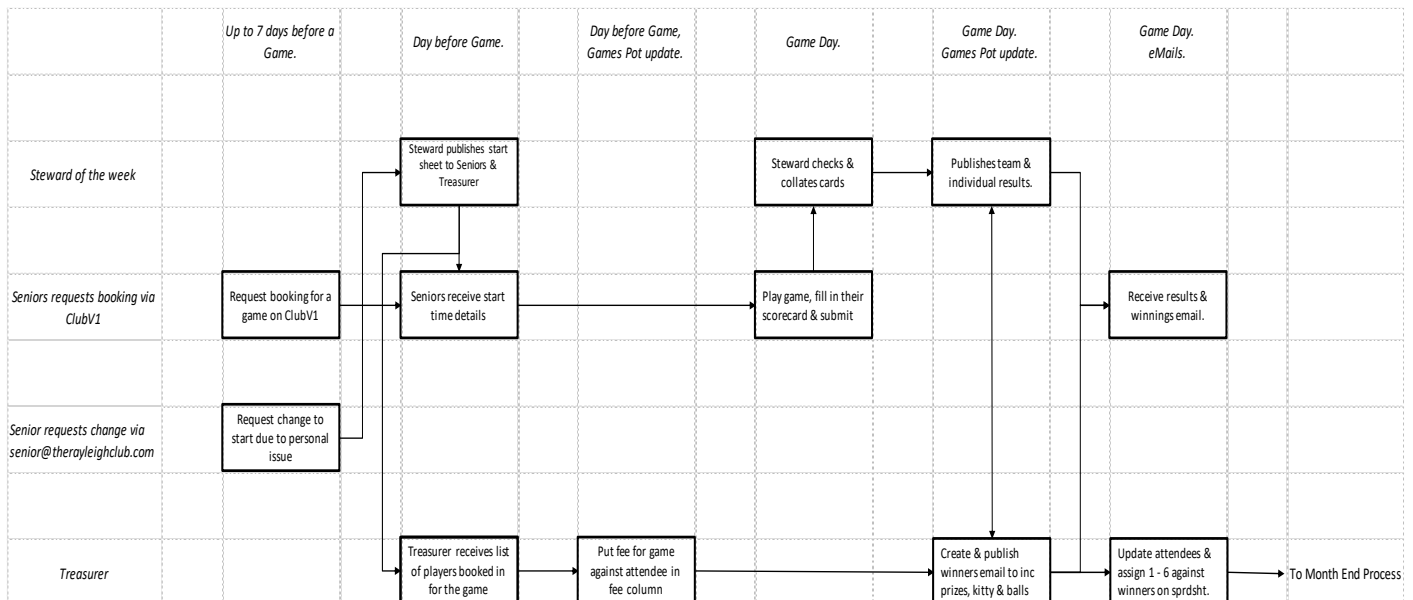 Up to 7 days before a
Game.
Day before Game.
Day before Game,
Games Pot update.
Game Day.
Game Day.
Games Pot update.
Game Day.
eMails.
Steward of the week
Steward publishes start
sheet to Seniors &
Treasurer
Steward checks &
collates cards
Publishes team &
individual results.
Seniors requests booking via
ClubV1
Request booking for a
game on ClubV1
Seniors receive start
time details
Play game, fill in their
scorecard & submit
Receive results &
winnings email.
Senior requests change via
senior@therayleighclub.com
Request change to
start due to personal
issue
Treasurer
Treasurer receives list
of players booked in
for the game
Put fee for game
against attendee in
fee column
Create & publish
winners email to inc
prizes, kitty & balls
Update attendees &
assign 1 - 6 against
winners on sprdsht.
To Month End Process